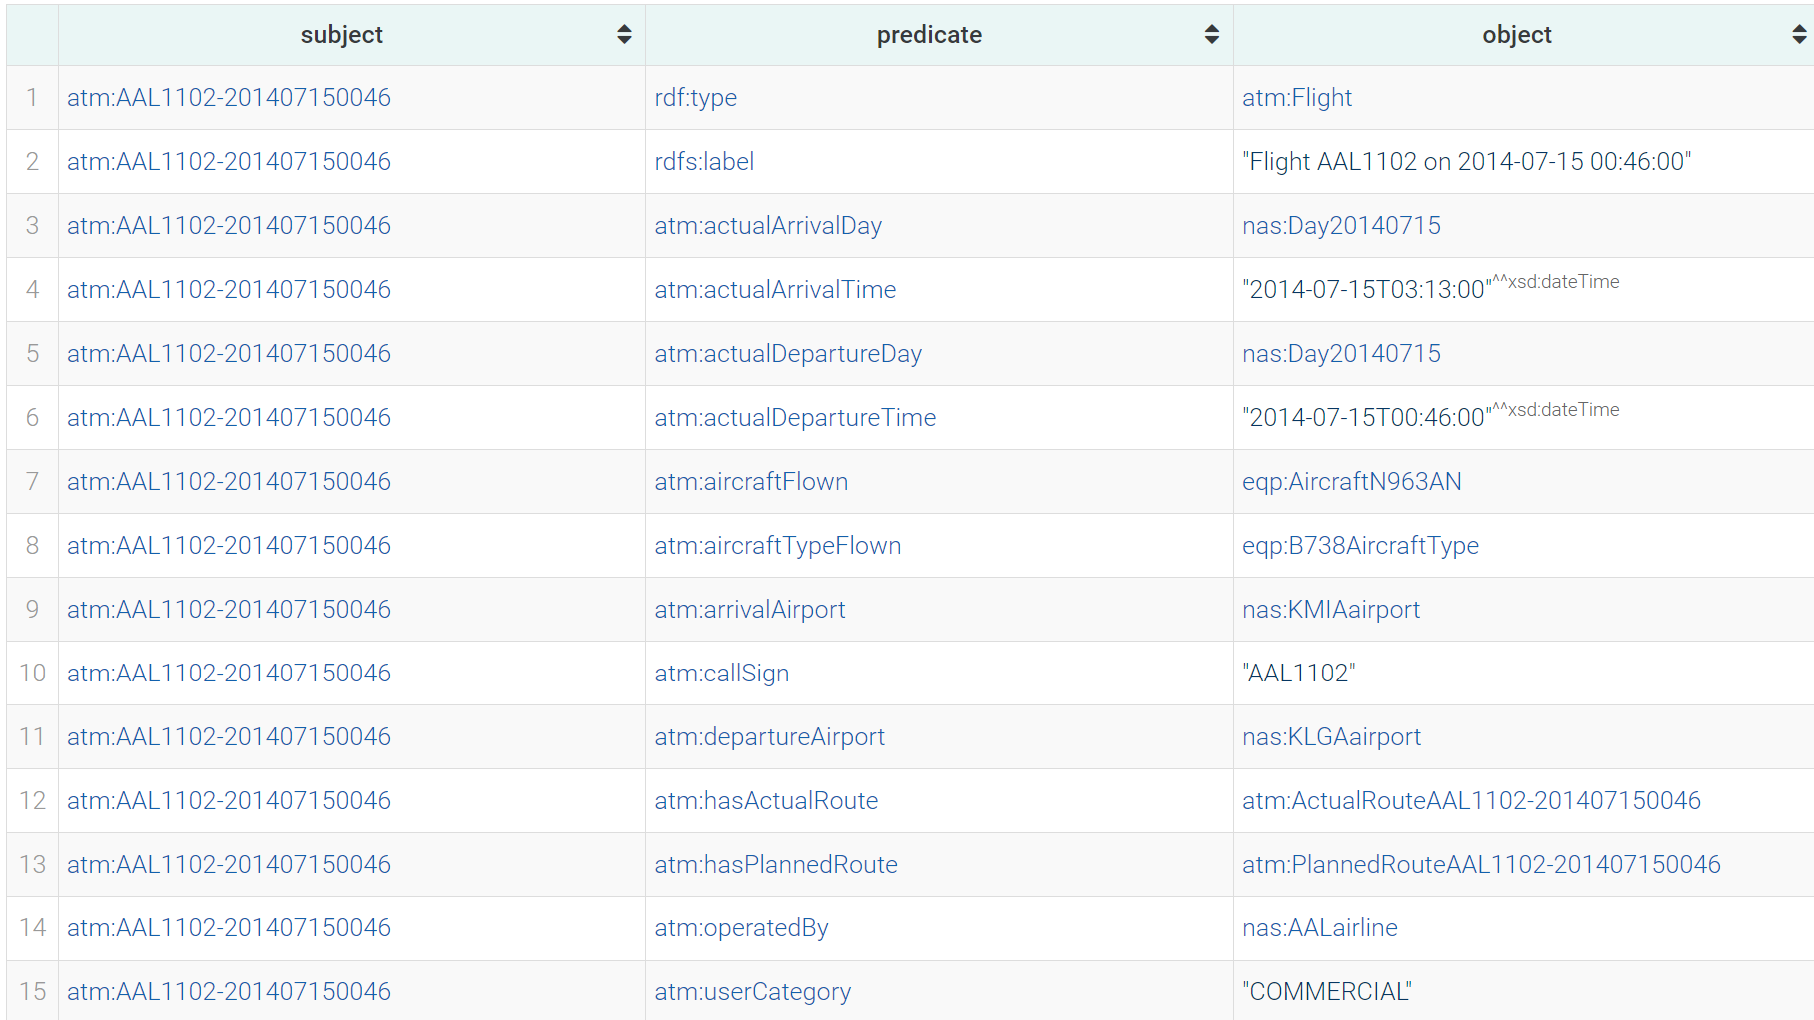 subject predicate object
1 atm:AAL1102-201407150046 rdf:type atm:Flight
2 atm:AAL1102-201407150046 rdfs:label "Flight AAL1102 on 2014-07-15 00:46:00"
3 atm:AAL1102-201407150046 atm:actualArrivalDay nas:Day20140715
4 atm:AAL1102-201407150046 atm:actualArrivalTime "2014-07-15T03:13:00"^^xsd:dateTime
5 atm:AAL1102-201407150046 atm:actualDepartureDay nas:Day20140715
6 atm:AAL1102-201407150046 atm:actualDepartureTime "2014-07-15T00:46:00"^^xsd:dateTime
7 atm:AAL1102-201407150046 atm:aircraftFlown eqp:AircraftN963AN
8 atm:AAL1102-201407150046 atm:aircraftTypeFlown eqp:B738AircraftType
9 atm:AAL1102-201407150046 atm:arrivalAirport nas:KMIAairport
10 atm:AAL1102-201407150046 atm:callSign "AAL1102"
11 atm:AAL1102-201407150046 atm:departureAirport nas:KLGAairport
12 atm:AAL1102-201407150046 atm:hasActualRoute atm:ActualRouteAAL1102-201407150046
13 atm:AAL1102-201407150046 atm:hasPlannedRoute atm:PlannedRouteAAL1102-201407150046
14 atm:AAL1102-201407150046 atm:operatedBy nas:AALairline
15 atm:AAL1102-201407150046 atm:userCategory "COMMERCIAL"